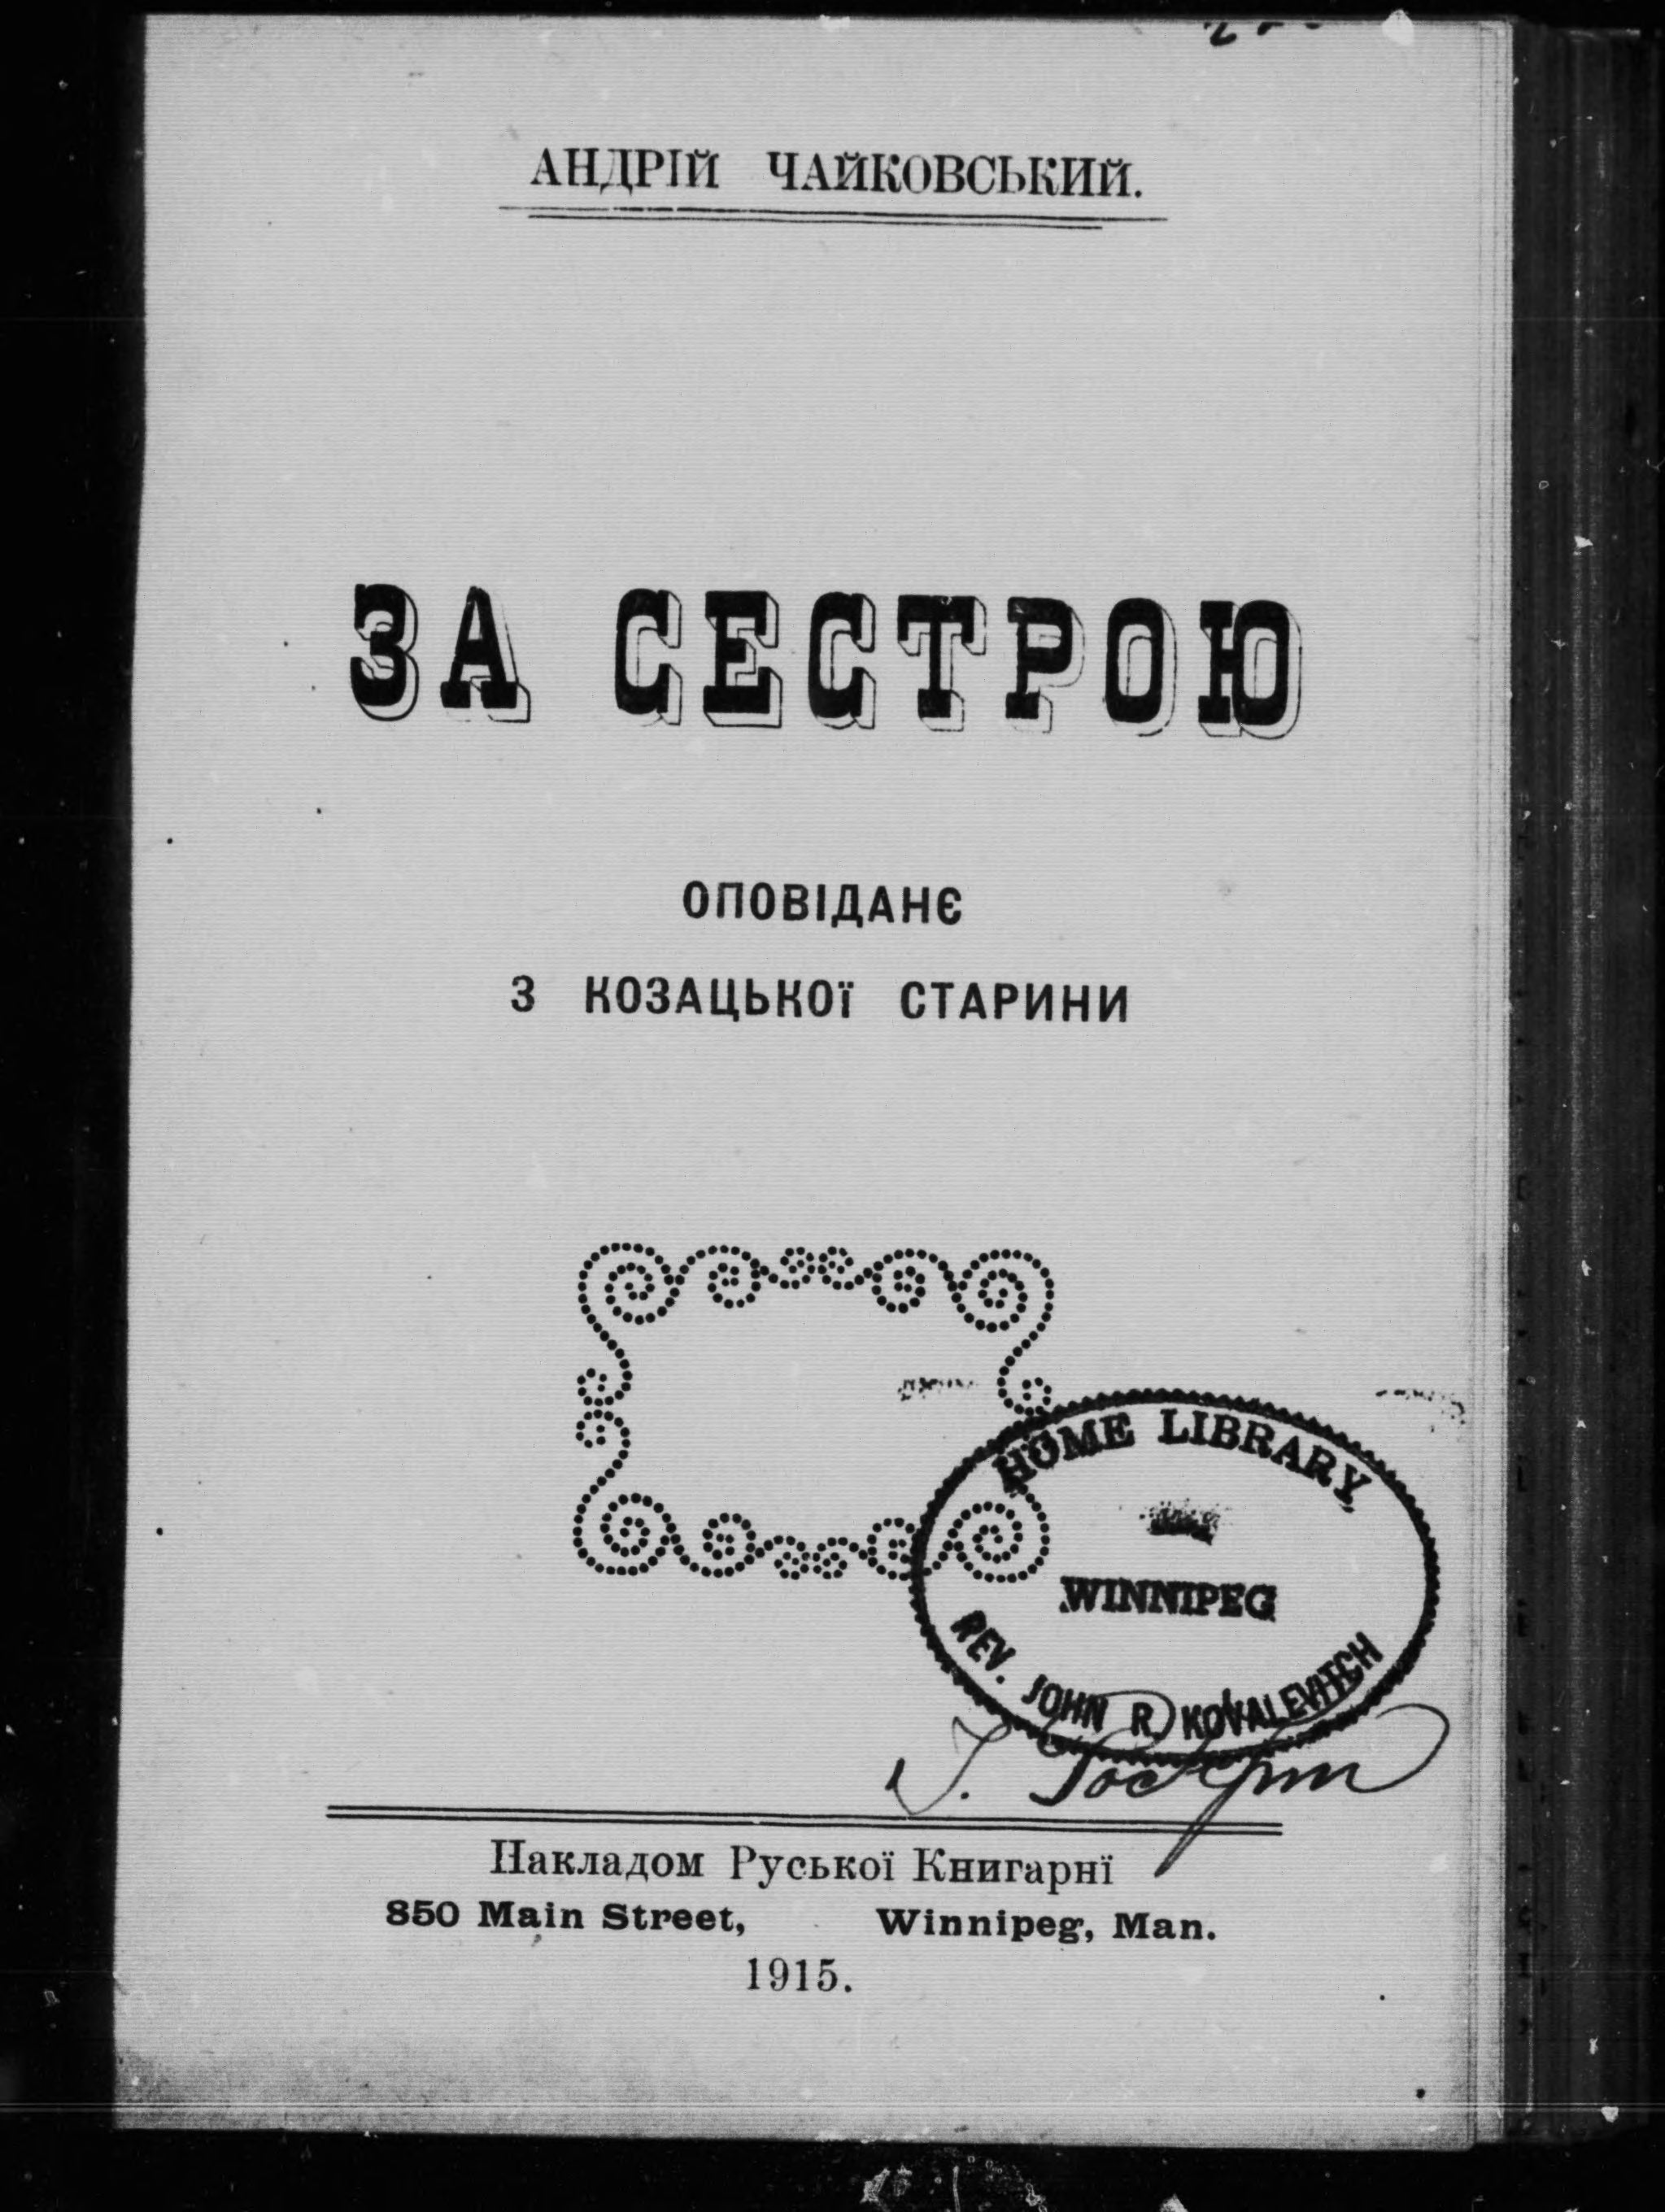 АНДРІЙ ЧАЙКОВСЬКИЙ.
ЗА СЕСТРОЮ
ОПОВІДАНЄ
З КОЗАЦЬКОЇ СТАРИНИ
HOME LIBRARY
WINNIPEG
REV. JOHN R. KOVALEVITCH
Накладом Руської Книгарнї
850 Main Street, Winnipeg, Man.
1915.